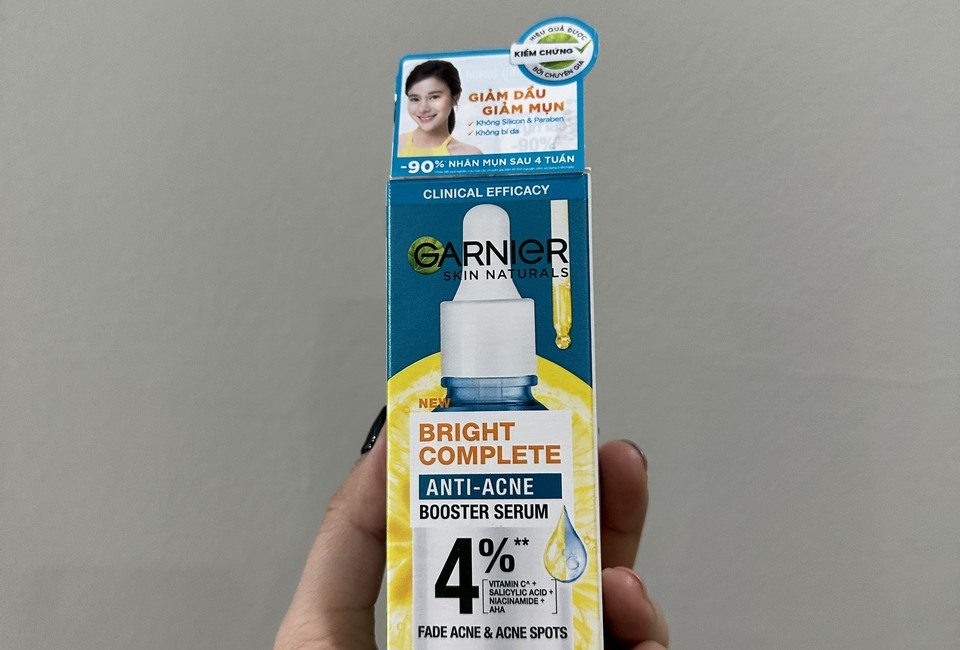 HIỆU QUẢ ĐƯỢC
KIỂM CHỨNG
BỞI CHUYÊN GIA
GIẢM DẦU
GIẢM MỤN
Không Silicon & Paraben
Không bí da
-90% NHÂN MỤN SAU 4 TUẦN
CLINICAL EFFICACY
GARNIER
SKIN NATURALS
NEW
BRIGHT
COMPLETE
ANTI-ACNE
BOOSTER SERUM
4%**
VITAMIN C^ +
SALICYLIC ACID +
NIACINAMIDE +
AHA
FADE ACNE & ACNE SPOTS